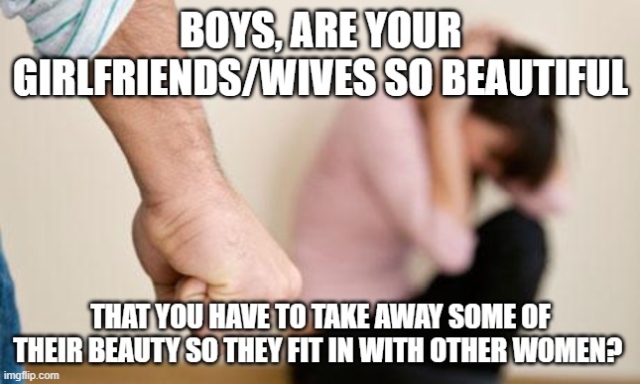 BOYS, ARE YOUR
GIRLFRIENDS/WIVES SO BEAUTIFUL
THAT YOU HAVE TO TAKE AWAY SOME OF
THEIR BEAUTY SO THEY FIT IN WITH OTHER WOMEN?
imgflip.com